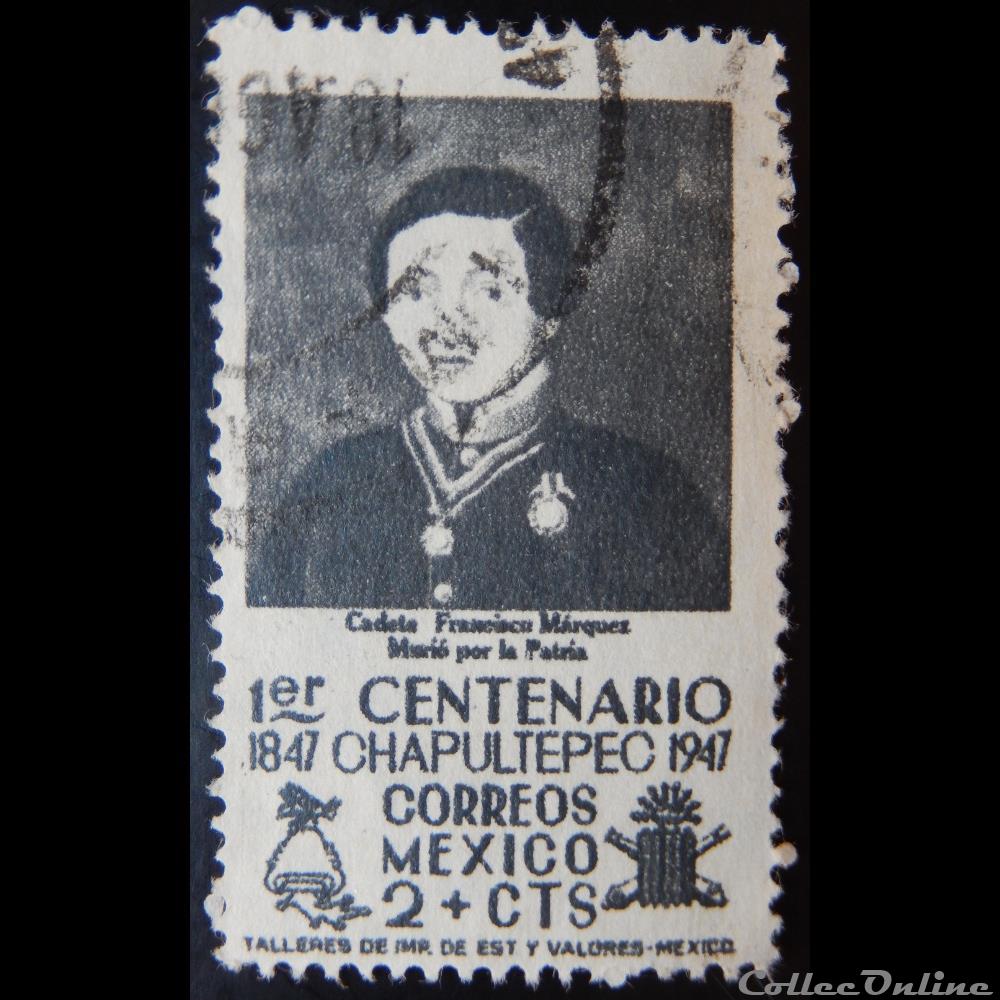 Cadete Francisco Márquez
Murió por la Patria
1er CENTENARIO
1847 CHAPULTEPEC 1947
CORREOS
MEXICO
2 + CTS
TALLERES DE IMP. DE EST Y VALORES-MEXICO
ColleeOnline